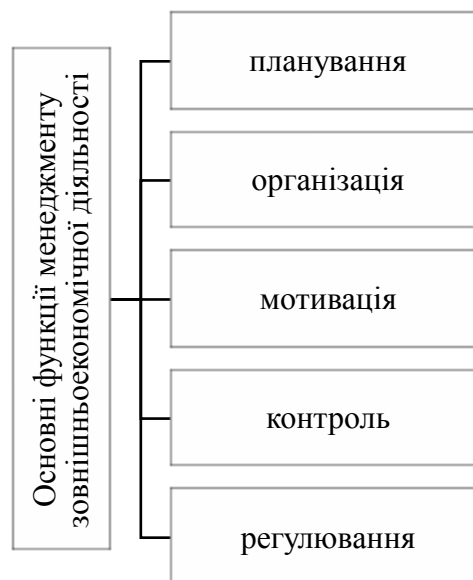 Основні функції менеджменту
зовнішньоекономічної діяльності
планування
організація
мотивація
контроль
регулювання